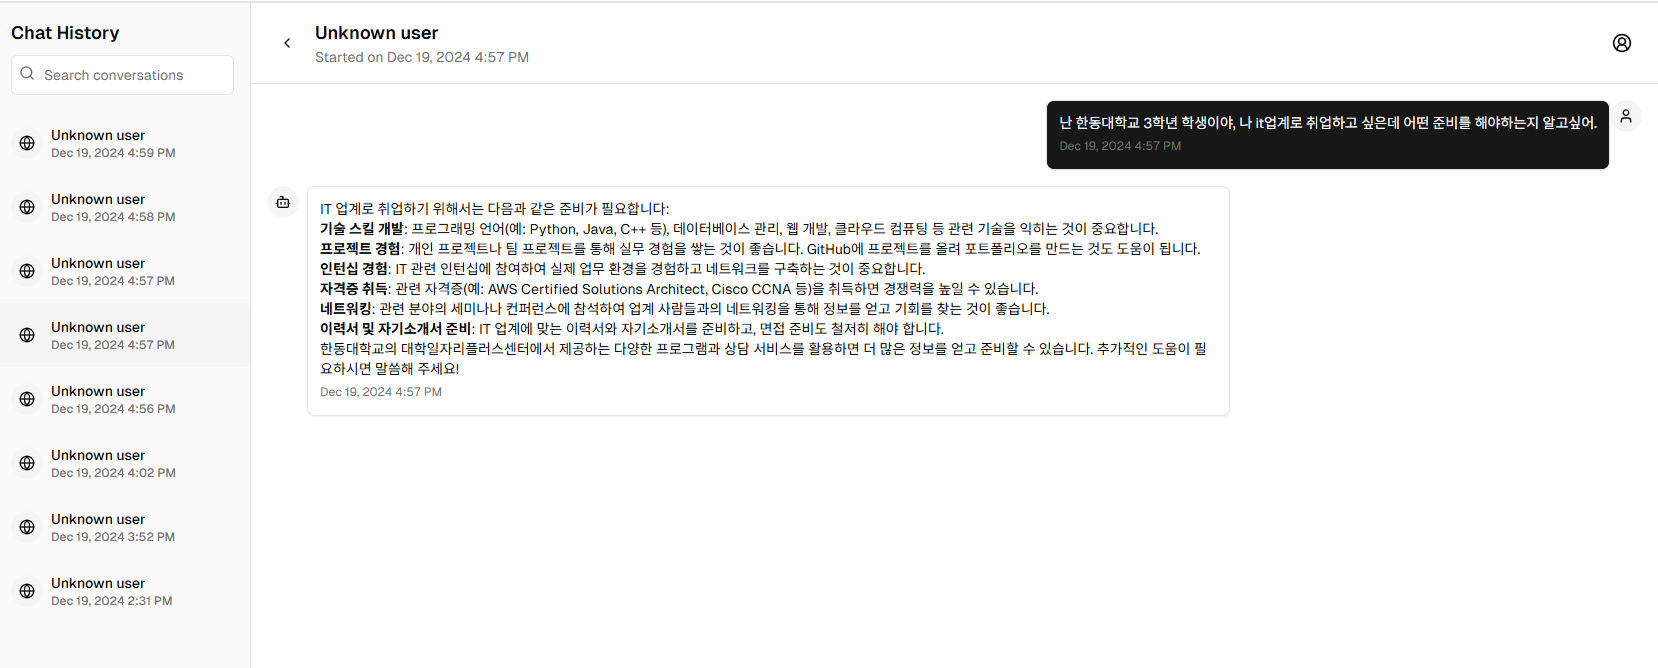 Chat History
Search conversations
Unknown user
Dec 19, 2024 4:59 PM
Unknown user
Dec 19, 2024 4:58 PM
Unknown user
Dec 19, 2024 4:57 PM
Unknown user
Dec 19, 2024 4:57 PM
Unknown user
Dec 19, 2024 4:56 PM
Unknown user
Dec 19, 2024 4:02 PM
Unknown user
Dec 19, 2024 3:52 PM
Unknown user
Dec 19, 2024 2:31 PM
Unknown user
Started on Dec 19, 2024 4:57 PM
난 한동대학교 3학년 학생이야, 나 it업계로 취업하고 싶은데 어떤 준비를 해야하는지 알고싶어.
Dec 19, 2024 4:57 PM
IT 업계로 취업하기 위해서는 다음과 같은 준비가 필요합니다:
기술 스킬 개발: 프로그래밍 언어(예: Python, Java, C++ 등), 데이터베이스 관리, 웹 개발, 클라우드 컴퓨팅 등 관련 기술을 익히는 것이 중요합니다.
프로젝트 경험: 개인 프로젝트나 팀 프로젝트를 통해 실무 경험을 쌓는 것이 좋습니다. GitHub에 프로젝트를 올려 포트폴리오를 만드는 것도 도움이 됩니다.
인턴십 경험: IT 관련 인턴십에 참여하여 실제 업무 환경을 경험하고 네트워크를 구축하는 것이 중요합니다.
자격증 취득: 관련 자격증(예: AWS Certified Solutions Architect, Cisco CCNA 등)을 취득하면 경쟁력을 높일 수 있습니다.
네트워킹: 관련 분야의 세미나나 컨퍼런스에 참석하여 업계 사람들과의 네트워킹을 통해 정보를 얻고 기회를 찾는 것이 좋습니다.
이력서 및 자기소개서 준비: IT 업계에 맞는 이력서와 자기소개서를 준비하고, 면접 준비도 철저히 해야 합니다.
한동대학교의 대학일자리플러스센터에서 제공하는 다양한 프로그램과 상담 서비스를 활용하면 더 많은 정보를 얻고 준비할 수 있습니다. 추가적인 도움이 필
요하시면 말씀해 주세요!
Dec 19, 2024 4:57 PM